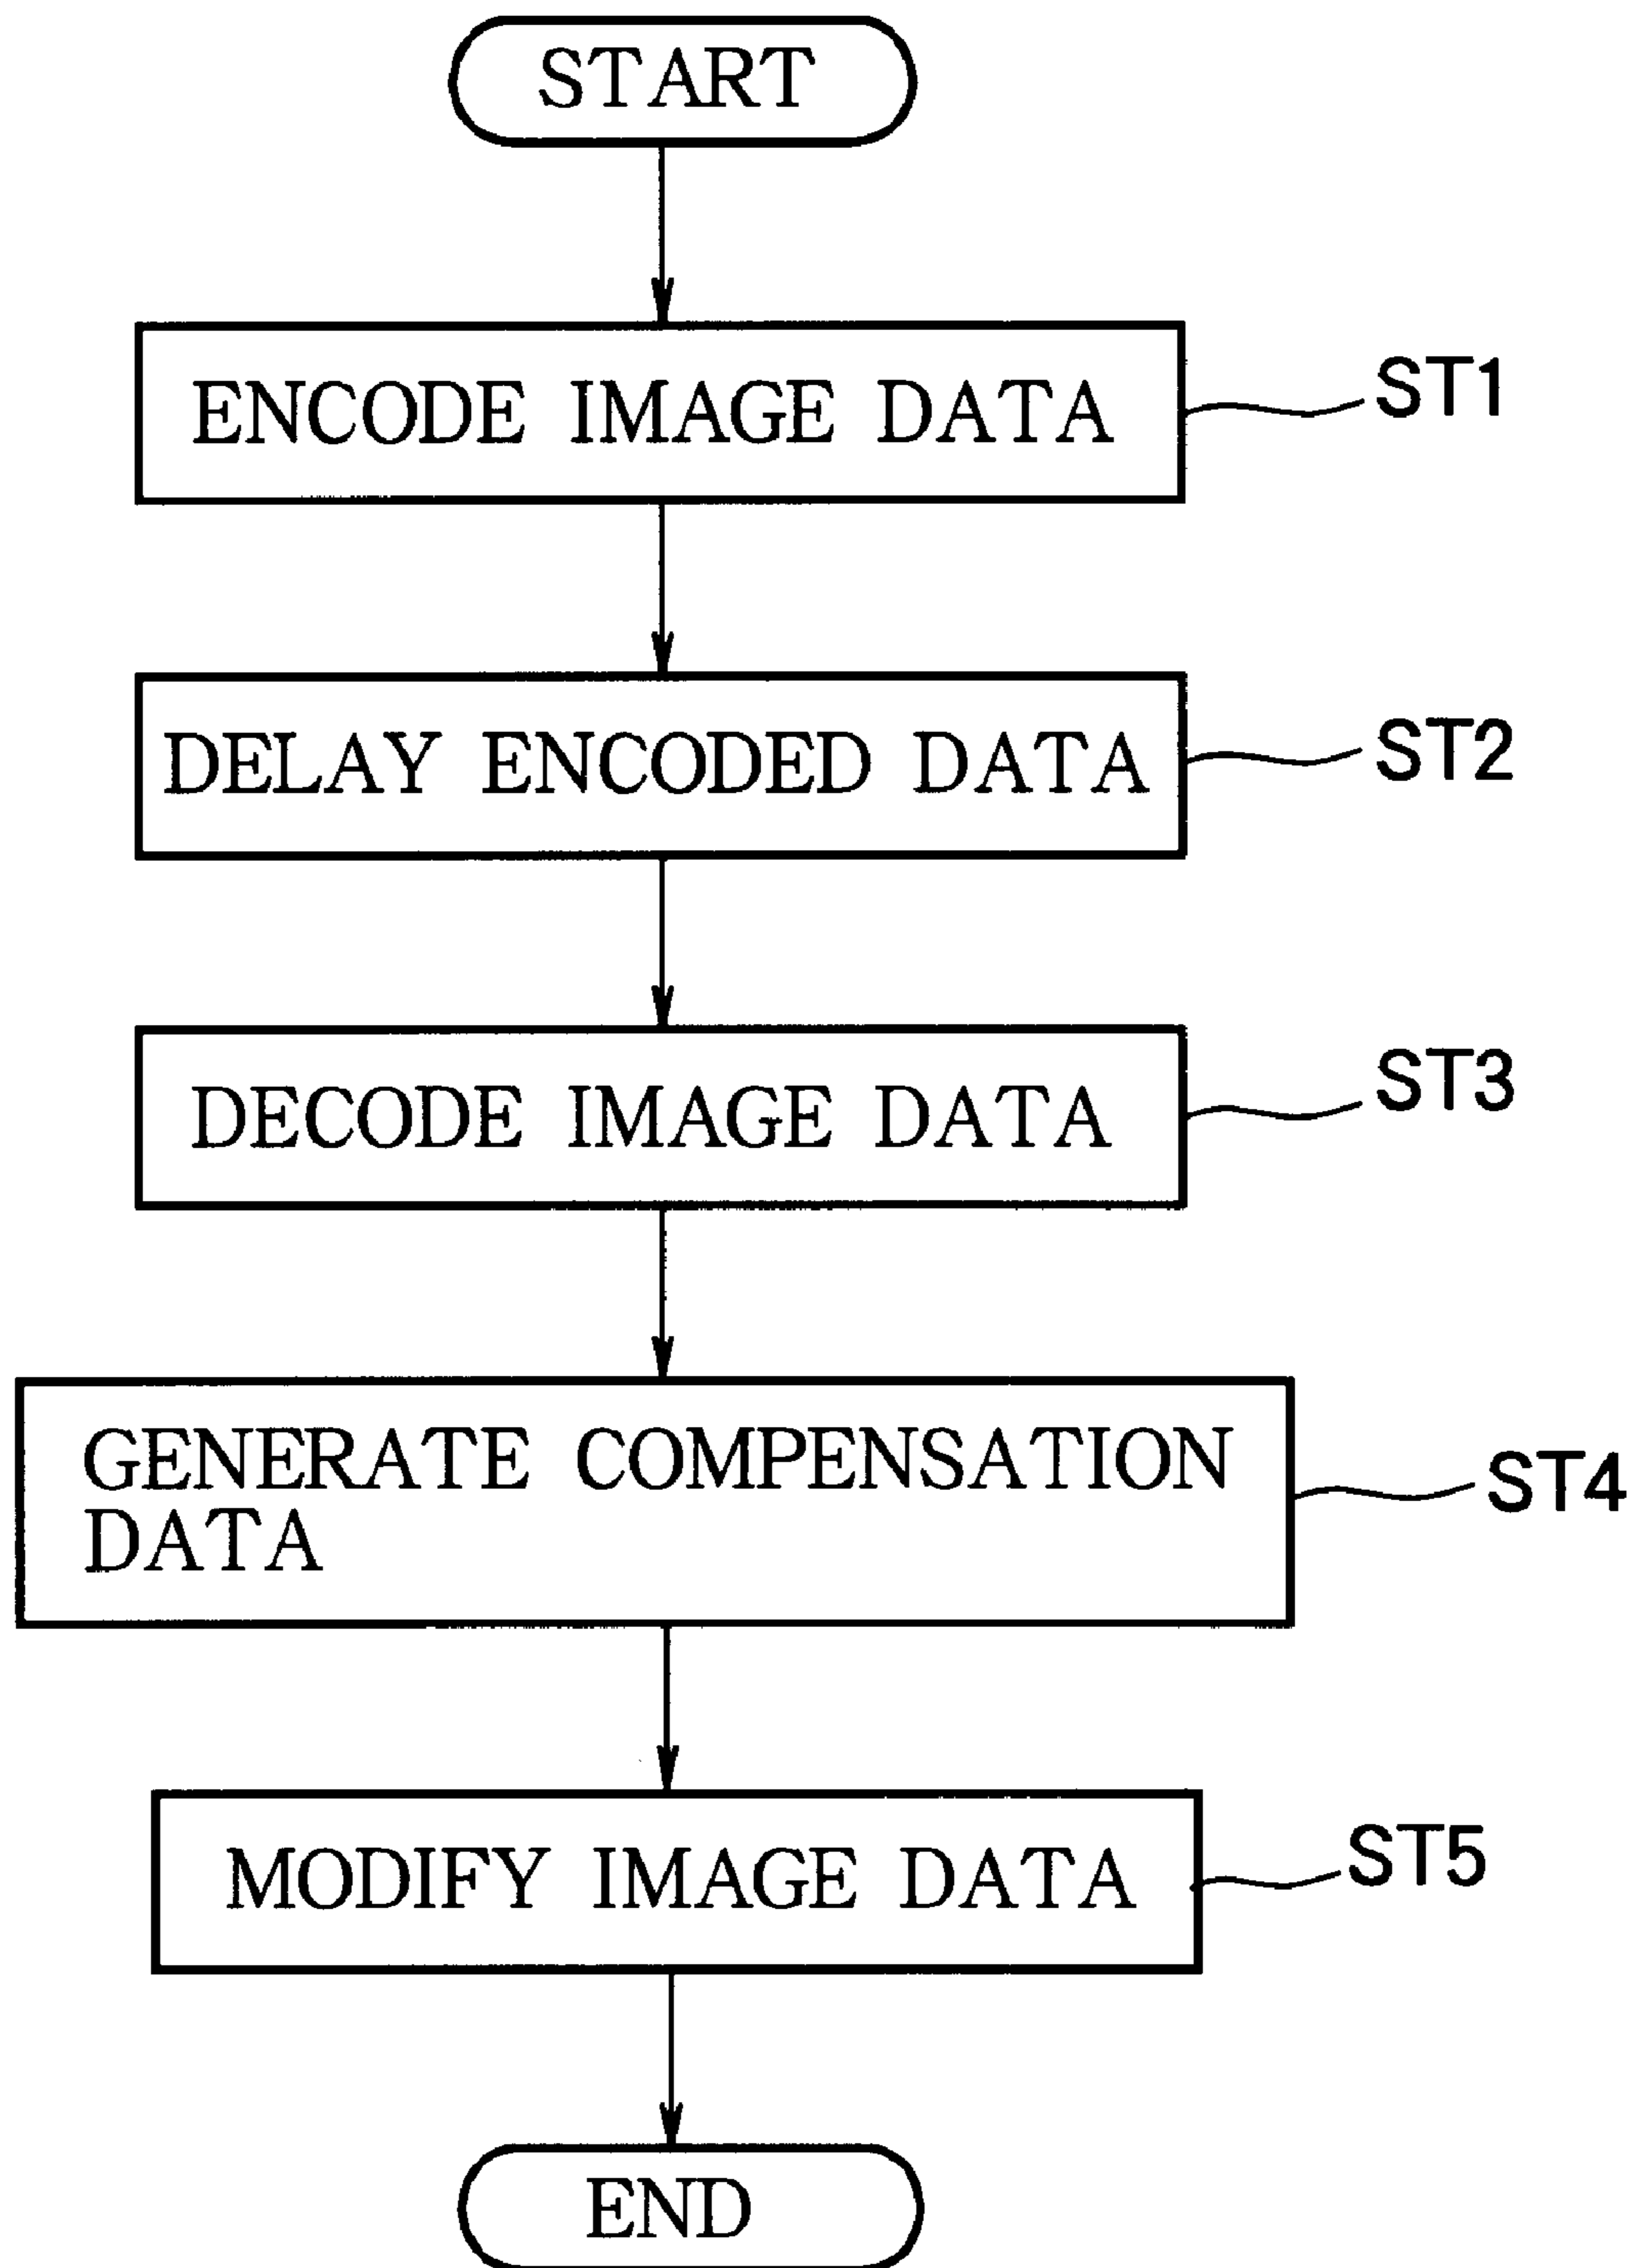 START
ENCODE IMAGE DATA
ST1
DELAY ENCODED DATA
ST2
DECODE IMAGE DATA
ST3
GENERATE COMPENSATION
DATA
ST4
MODIFY IMAGE DATA
ST5
END